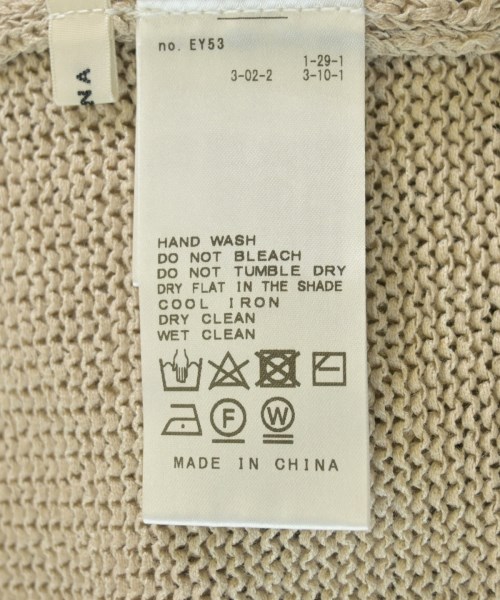 no. EY53
1-29-1
3-02-2 3-10-1
HAND WASH
DO NOT BLEACH
DO NOT TUMBLE DRY
DRY FLAT IN THE SHADE
COOL IRON
DRY CLEAN
WET CLEAN
F W
MADE IN CHINA
NA